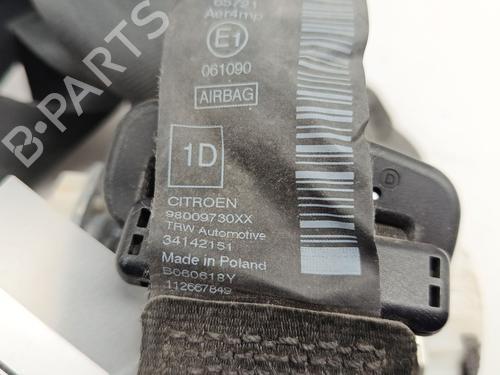 65721
Aer4mp
E1
061090
AIRBAG
1D
CITROEN
98009730XX
TRW Automotive
34142151
Made in Poland
B060618Y
112667849
D
B-PARTS